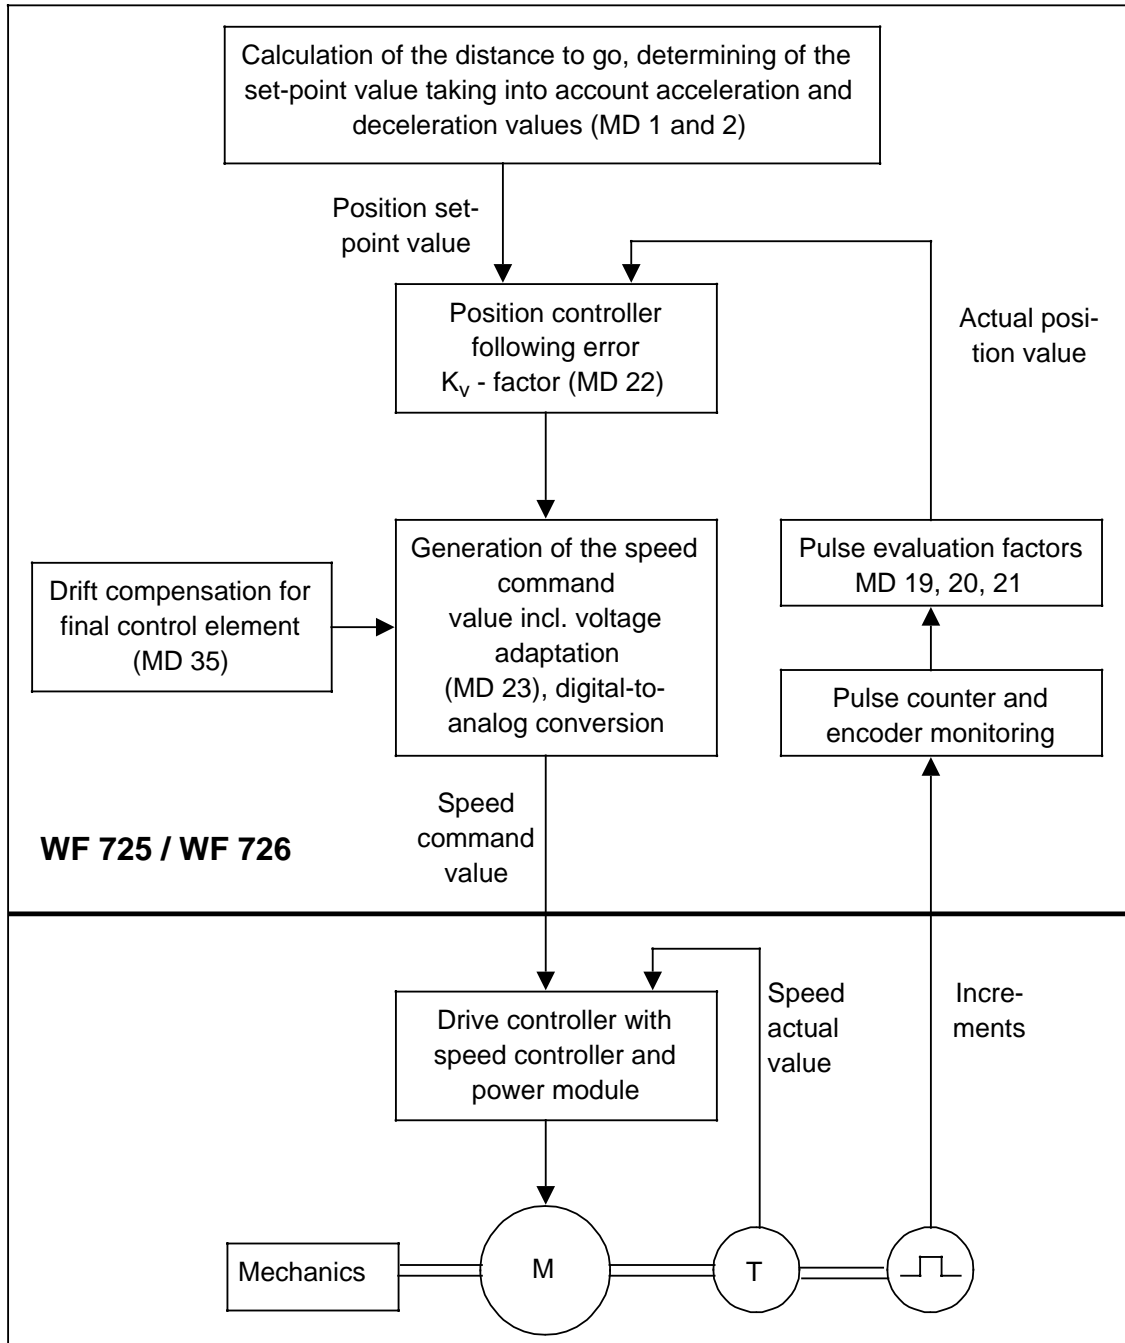 Calculation of the distance to go, determining of the
set-point value taking into account acceleration and
deceleration values (MD 1 and 2)
Position set-
point value
Position controller
following error
Kv - factor (MD 22)
Actual posi-
tion value
Generation of the speed
command
value incl. voltage
adaptation
(MD 23), digital-to-
analog conversion
Drift compensation for
final control element
(MD 35)
Pulse evaluation factors
MD 19, 20, 21
Pulse counter and
encoder monitoring
Speed
command
value
WF 725 / WF 726
Drive controller with
speed controller and
power module
Speed
actual
value
Incre-
ments
Mechanics
M
T